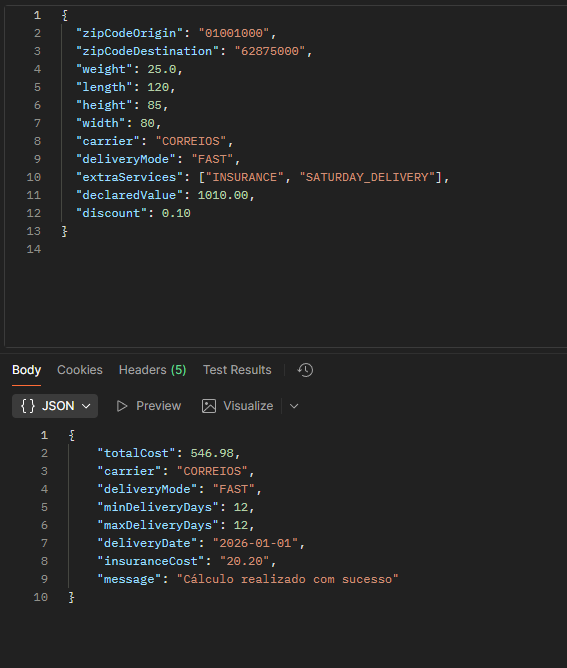 1 {
2 "zipCodeOrigin": "01001000",
3 "zipCodeDestination": "62875000",
4 "weight": 25.0,
5 "length": 120,
6 "height": 85,
7 "width": 80,
8 "carrier": "CORREIOS",
9 "deliveryMode": "FAST",
10 "extraServices": ["INSURANCE", "SATURDAY_DELIVERY"],
11 "declaredValue": 1010.00,
12 "discount": 0.10
13 }
14
Body Cookies Headers (5) Test Results
{} JSON Preview Visualize
1 {
2 "totalCost": 546.98,
3 "carrier": "CORREIOS",
4 "deliveryMode": "FAST",
5 "minDeliveryDays": 12,
6 "maxDeliveryDays": 12,
7 "deliveryDate": "2026-01-01",
8 "insuranceCost": "20.20",
9 "message": "Cálculo realizado com sucesso"
10 }